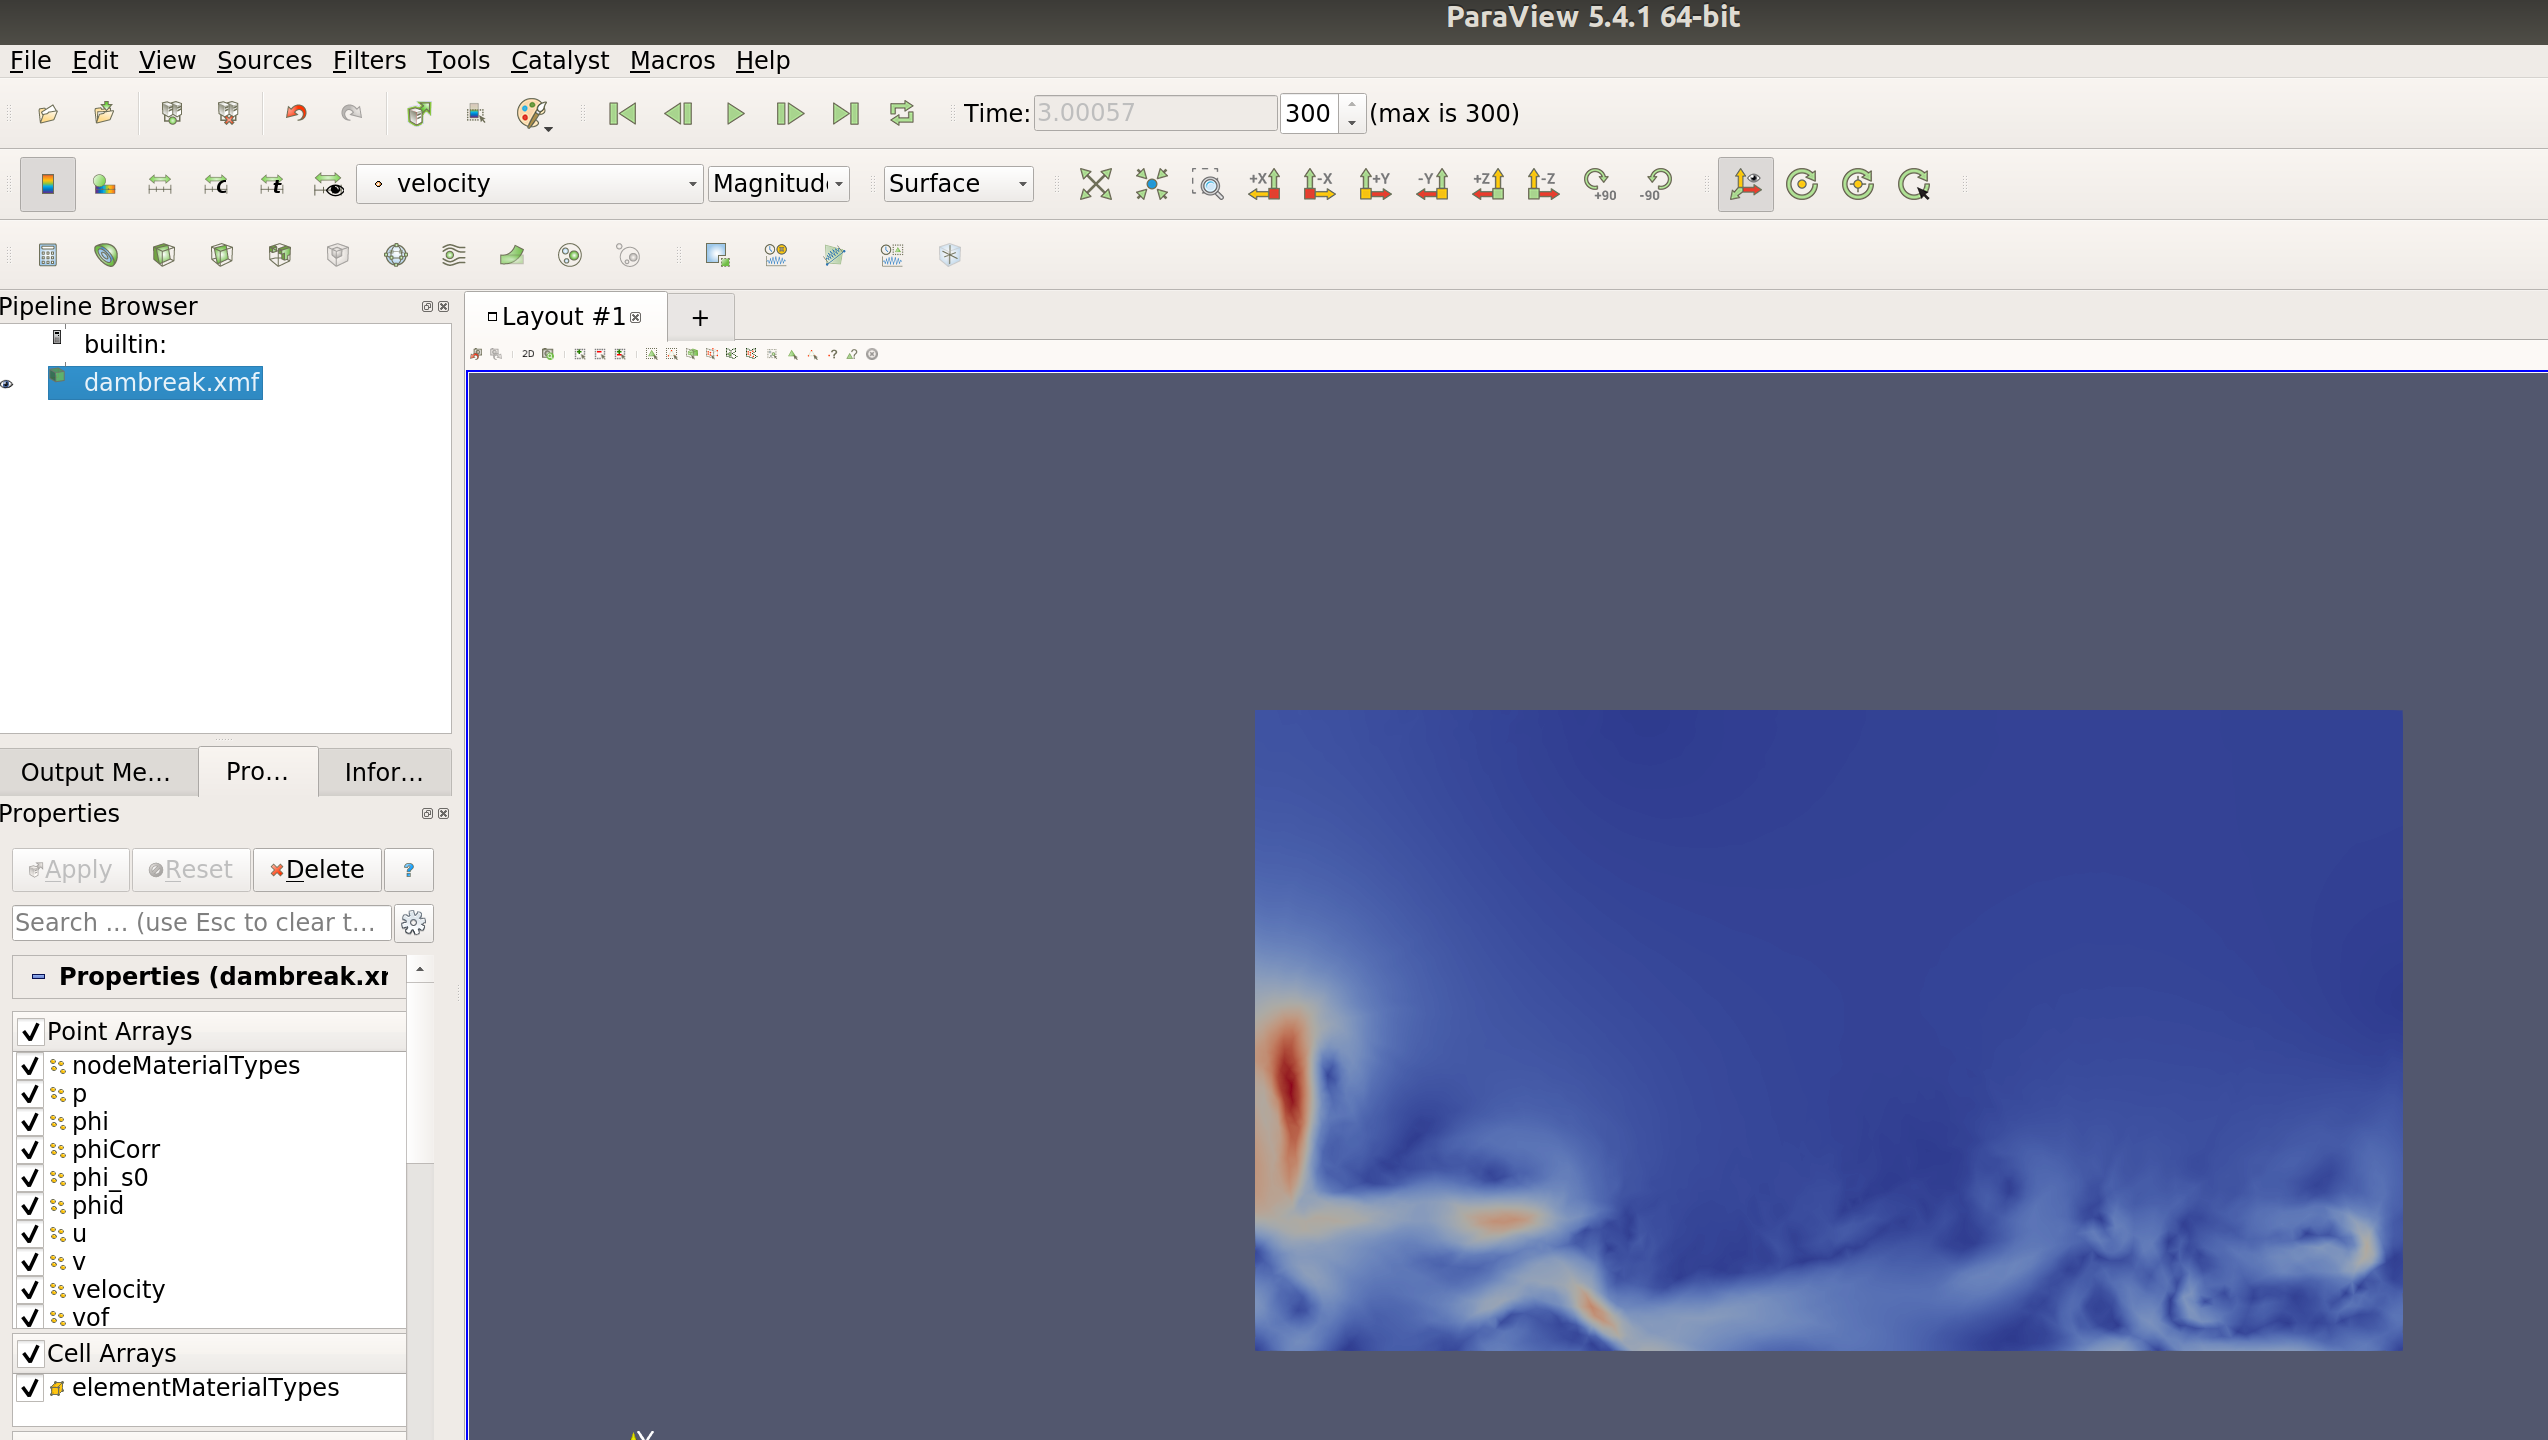 ParaView 5.4.1 64-bit
File Edit View Sources Filters Tools Catalyst Macros Help
Time: 3.00057 300 (max is 300)
velocity Magnitud Surface +X -X +Y -Y +Z -Z +90 -90
Pipeline Browser
Layout #1 +
builtin:
2D
dambreak.xmf
Output Me... Pro... Infor...
Properties
Apply Reset Delete ?
Search ... (use Esc to clear t...
Properties (dambreak.xr
Point Arrays
nodeMaterialTypes
p
phi
phiCorr
phi_s0
phid
u
v
velocity
vof
Cell Arrays
elementMaterialTypes
Y